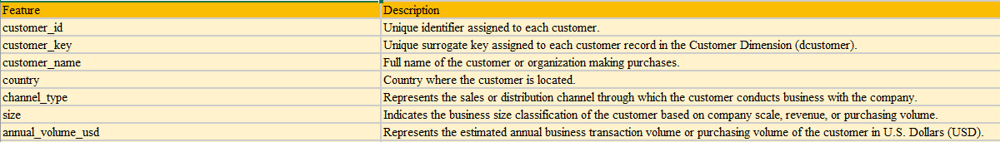 Feature Description
customer_id Unique identifier assigned to each customer.
customer_key Unique surrogate key assigned to each customer record in the Customer Dimension (dcustomer).
customer_name Full name of the customer or organization making purchases.
country Country where the customer is located.
channel_type Represents the sales or distribution channel through which the customer conducts business with the company.
size Indicates the business size classification of the customer based on company scale, revenue, or purchasing volume.
annual_volume_usd Represents the estimated annual business transaction volume or purchasing volume of the customer in U.S. Dollars (USD).